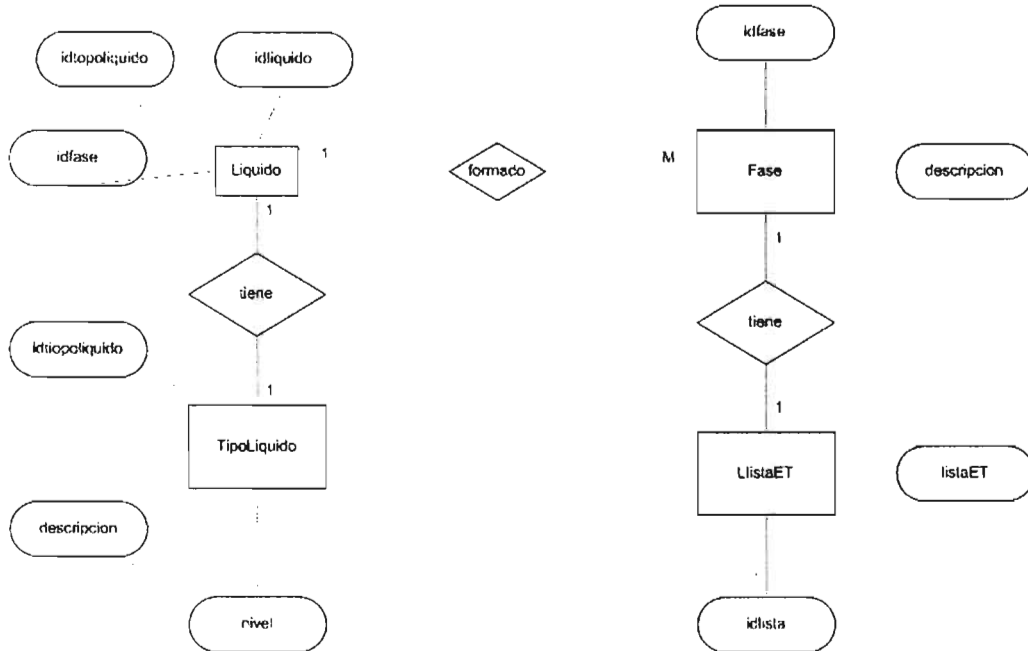 idfase
idtopoliquido
idliquido
idfase
Liquido
1
formado
M
Fase
descripcion
1
1
tiene
tiene
idtiopoliquido
1
1
TipoLiquido
LlistaET
listaET
descripcion
nivel
idlista